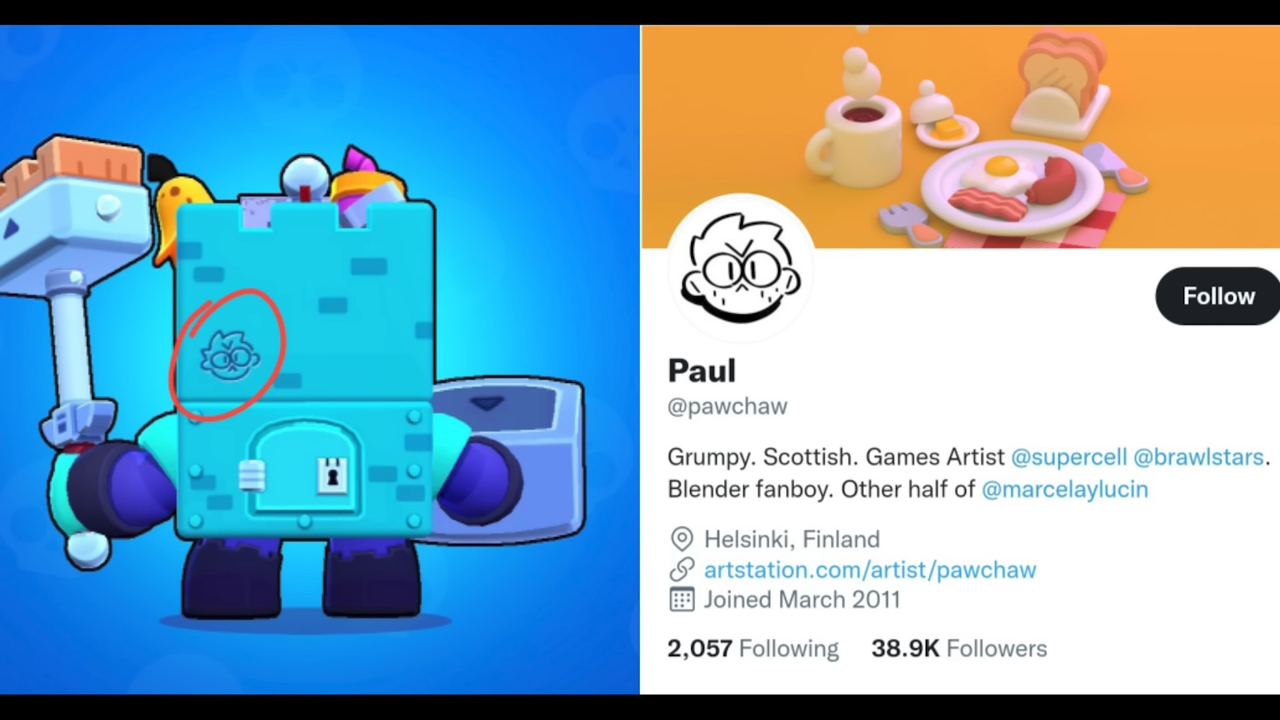 Follow
Paul
@pawchaw
Grumpy. Scottish. Games Artist @supercell @brawlstars.
Blender fanboy. Other half of @marcelaylucin
Helsinki, Finland
artstation.com/artist/pawchaw
Joined March 2011
2,057 Following 38.9K Followers